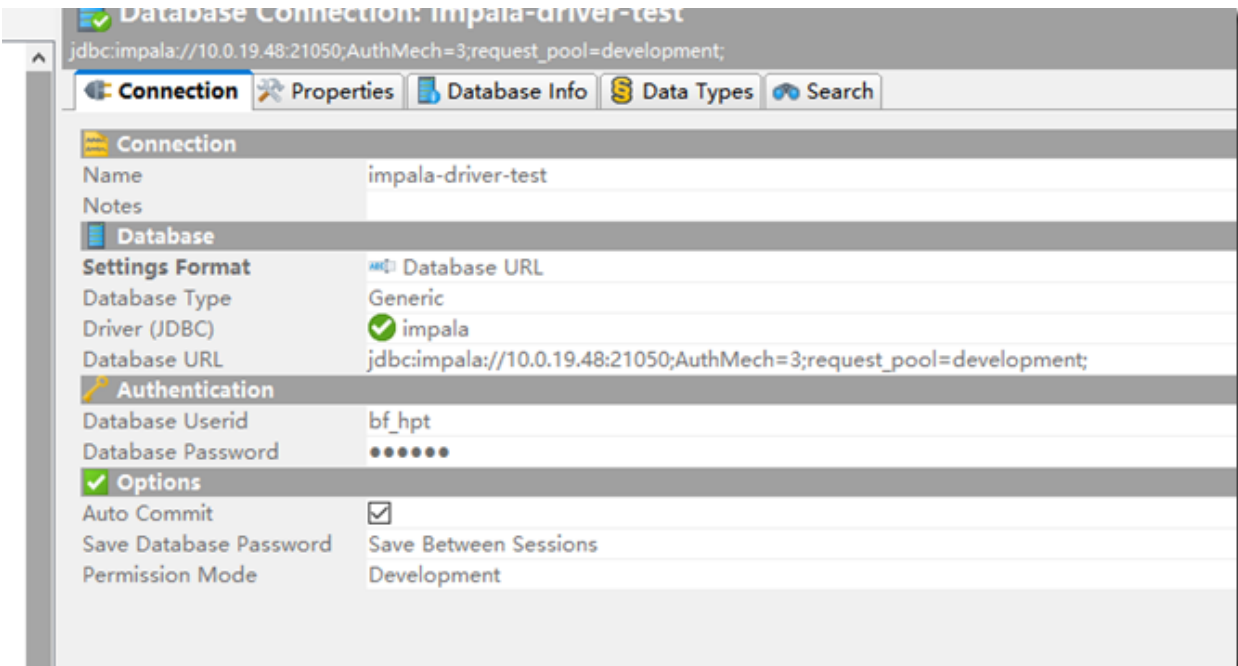 Database Connection: impala-driver-test
jdbc:impala://10.0.19.48:21050;AuthMech=3;request_pool=development;
Connection Properties Database Info Data Types Search
Connection
Name impala-driver-test
Notes
Database
Settings Format Database URL
Database Type Generic
Driver (JDBC) impala
Database URL jdbc:impala://10.0.19.48:21050;AuthMech=3;request_pool=development;
Authentication
Database Userid bf_hpt
Database Password ●●●●●●
Options
Auto Commit
Save Database Password Save Between Sessions
Permission Mode Development